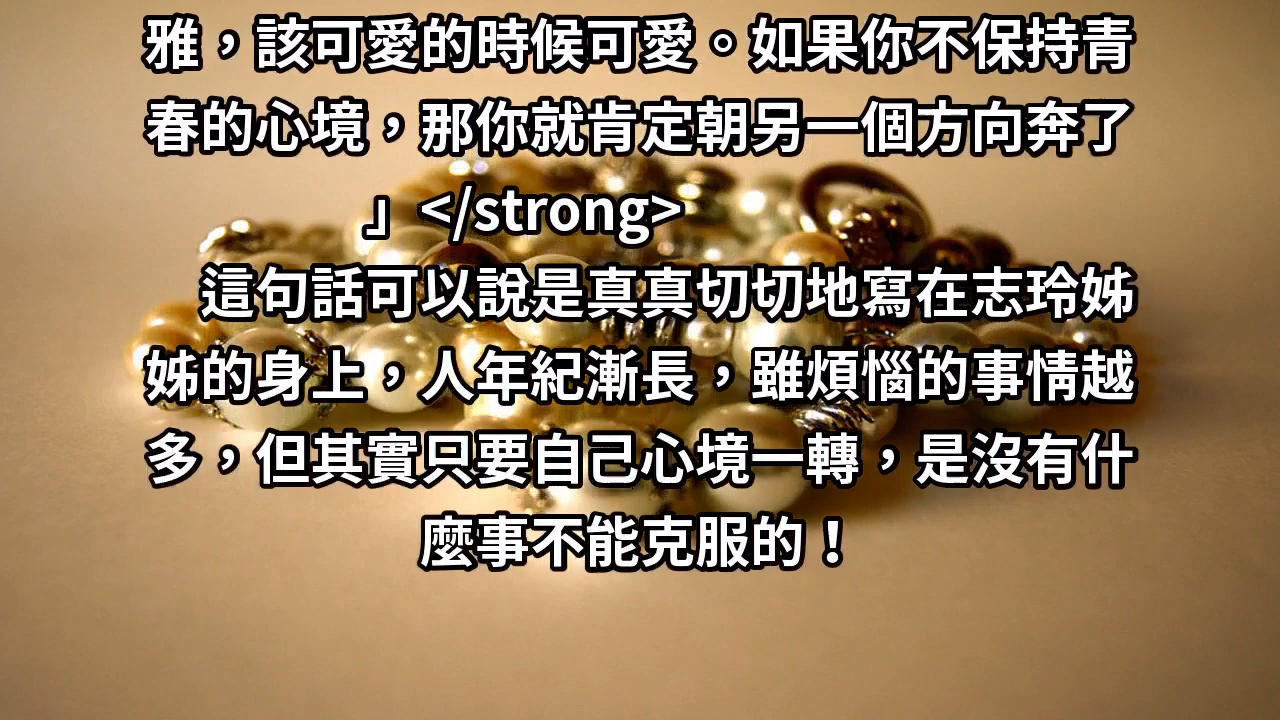 雅，該可愛的時候可愛。如果你不保持青
春的心境，那你就肯定朝另一個方向奔了
」</strong>
這句話可以說是真真切切地寫在志玲姊
姊的身上，人年紀漸長，雖煩惱的事情越
多，但其實只要自己心境一轉，是沒有什
麼事不能克服的！